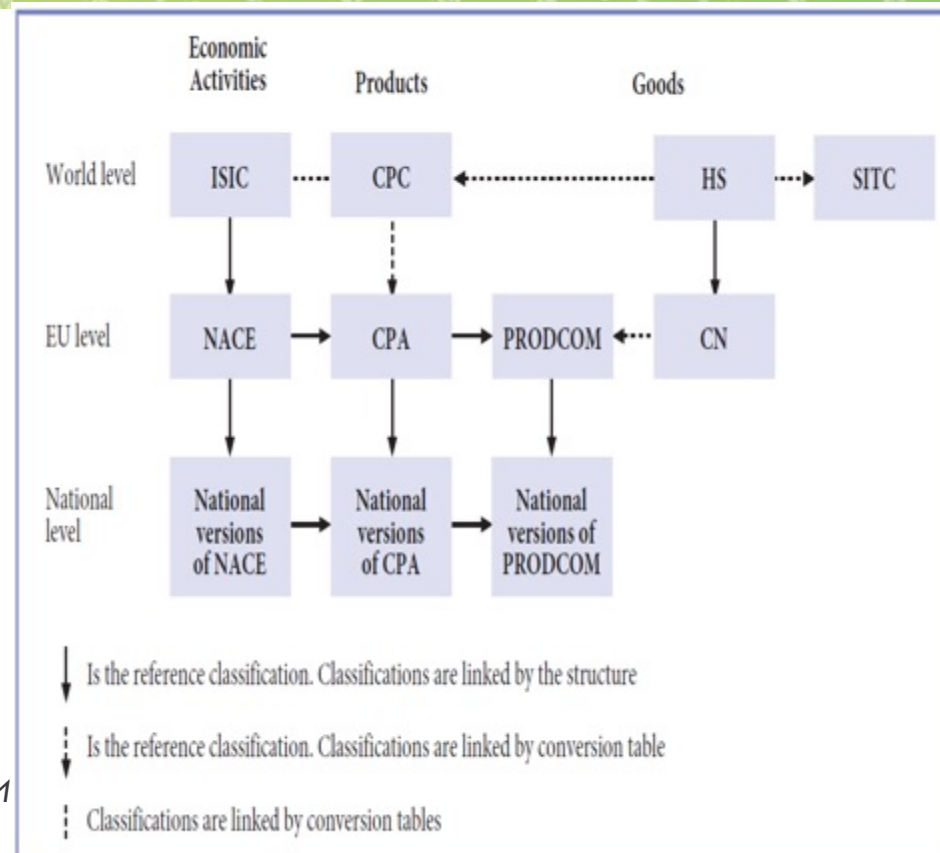 Economic
Activities
Products
Goods
World level
ISIC
CPC
HS
SITC
EU level
NACE
CPA
PRODCOM
CN
National
level
National
versions
of NACE
National
versions
of CPA
National
versions of
PRODCOM
Is the reference classification. Classifications are linked by the structure
Is the reference classification. Classifications are linked by conversion table
Classifications are linked by conversion tables